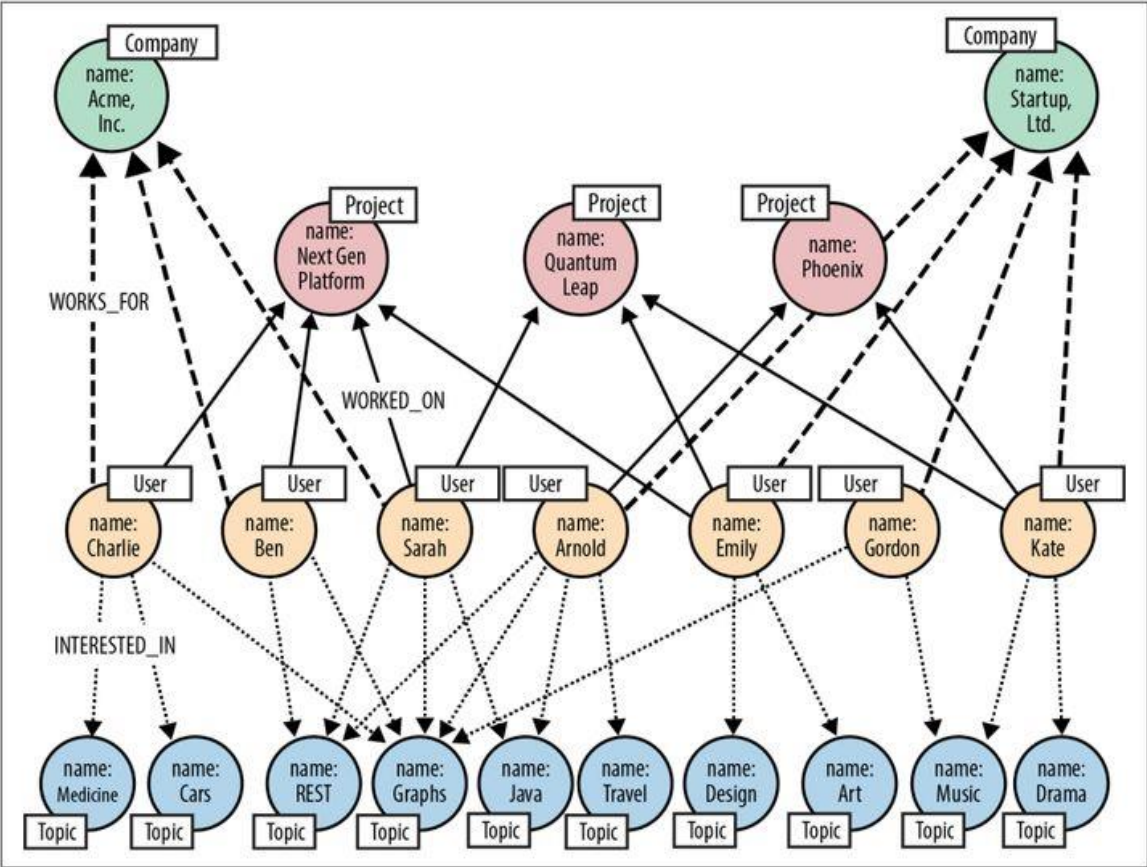 Company
name:
Acme,
Inc.
Company
name:
Startup,
Ltd.
Project
name:
Next Gen
Platform
Project
name:
Quantum
Leap
Project
name:
Phoenix
WORKS_FOR
WORKED_ON
User
name:
Charlie
User
name:
Ben
User
name:
Sarah
User
name:
Arnold
User
name:
Emily
User
name:
Gordon
User
name:
Kate
INTERESTED_IN
name:
Medicine
Topic
name:
Cars
Topic
name:
REST
Topic
name:
Graphs
Topic
name:
Java
Topic
name:
Travel
Topic
name:
Design
Topic
name:
Art
Topic
name:
Music
Topic
name:
Drama
Topic